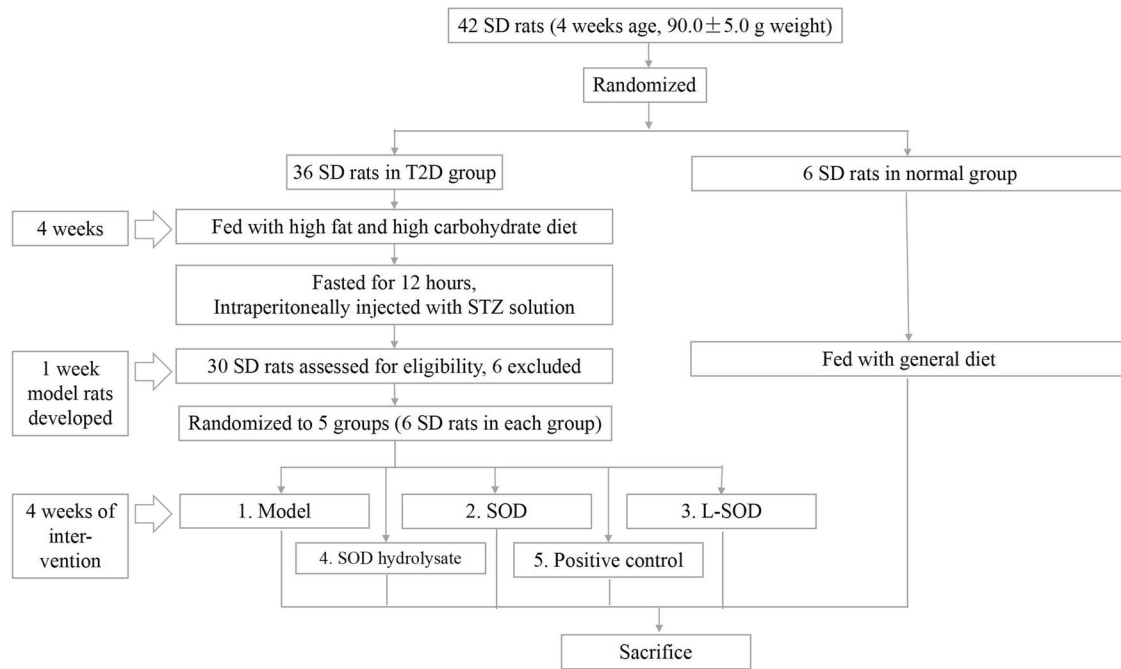 42 SD rats (4 weeks age, 90.0±5.0 g weight)
Randomized
36 SD rats in T2D group
6 SD rats in normal group
4 weeks
Fed with high fat and high carbohydrate diet
Fasted for 12 hours,
Intraperitoneally injected with STZ solution
1 week
model rats
developed
30 SD rats assessed for eligibility, 6 excluded
Fed with general diet
Randomized to 5 groups (6 SD rats in each group)
4 weeks of
inter-
vention
1. Model
2. SOD
3. L-SOD
4. SOD hydrolysate
5. Positive control
Sacrifice